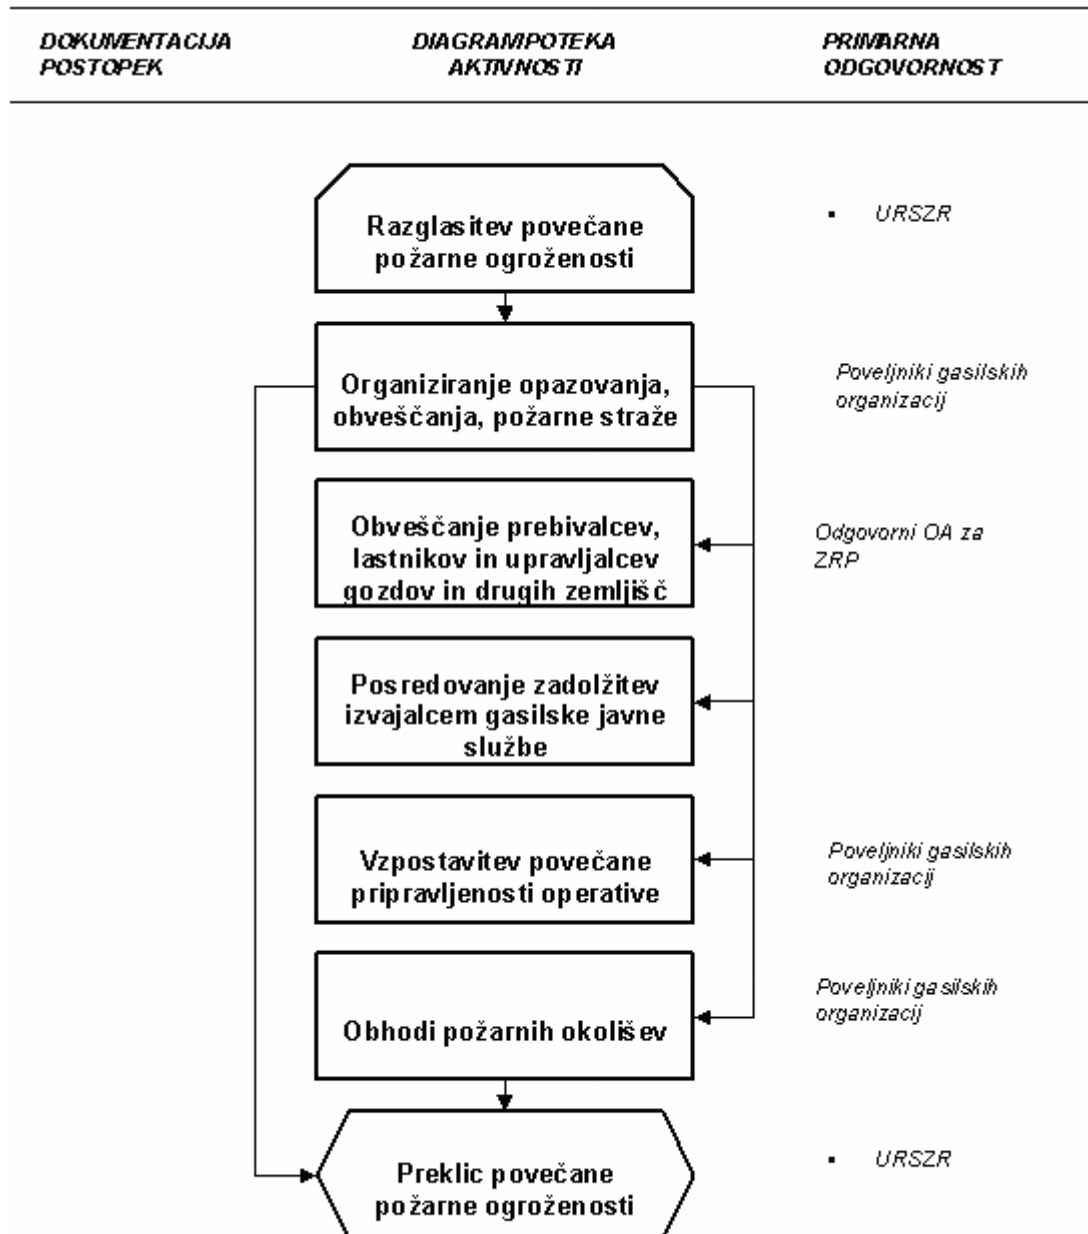 DOKUMENTACIJA
POSTOPEK
DIAGRAM POTEKA
AKTIVNOSTI
PRIMARNA
ODGOVORNOST
Razglasitev povečane
požarne ogroženosti
▪ URSZR
Organiziranje opazovanja,
obveščanja, požarne straže
Poveljniki gasilskih
organizacij
Obveščanje prebivalcev,
lastnikov in upravljalcev
gozdov in drugih zemljišč
Odgovorni OA za
ZRP
Posredovanje zadolžitev
izvajalcem gasilske javne
službe
Vzpostavitev povečane
pripravljenosti operative
Poveljniki gasilskih
organizacij
Obhodi požarnih okolišev
Poveljniki gasilskih
organizacij
Preklic povečane
požarne ogroženosti
▪ URSZR